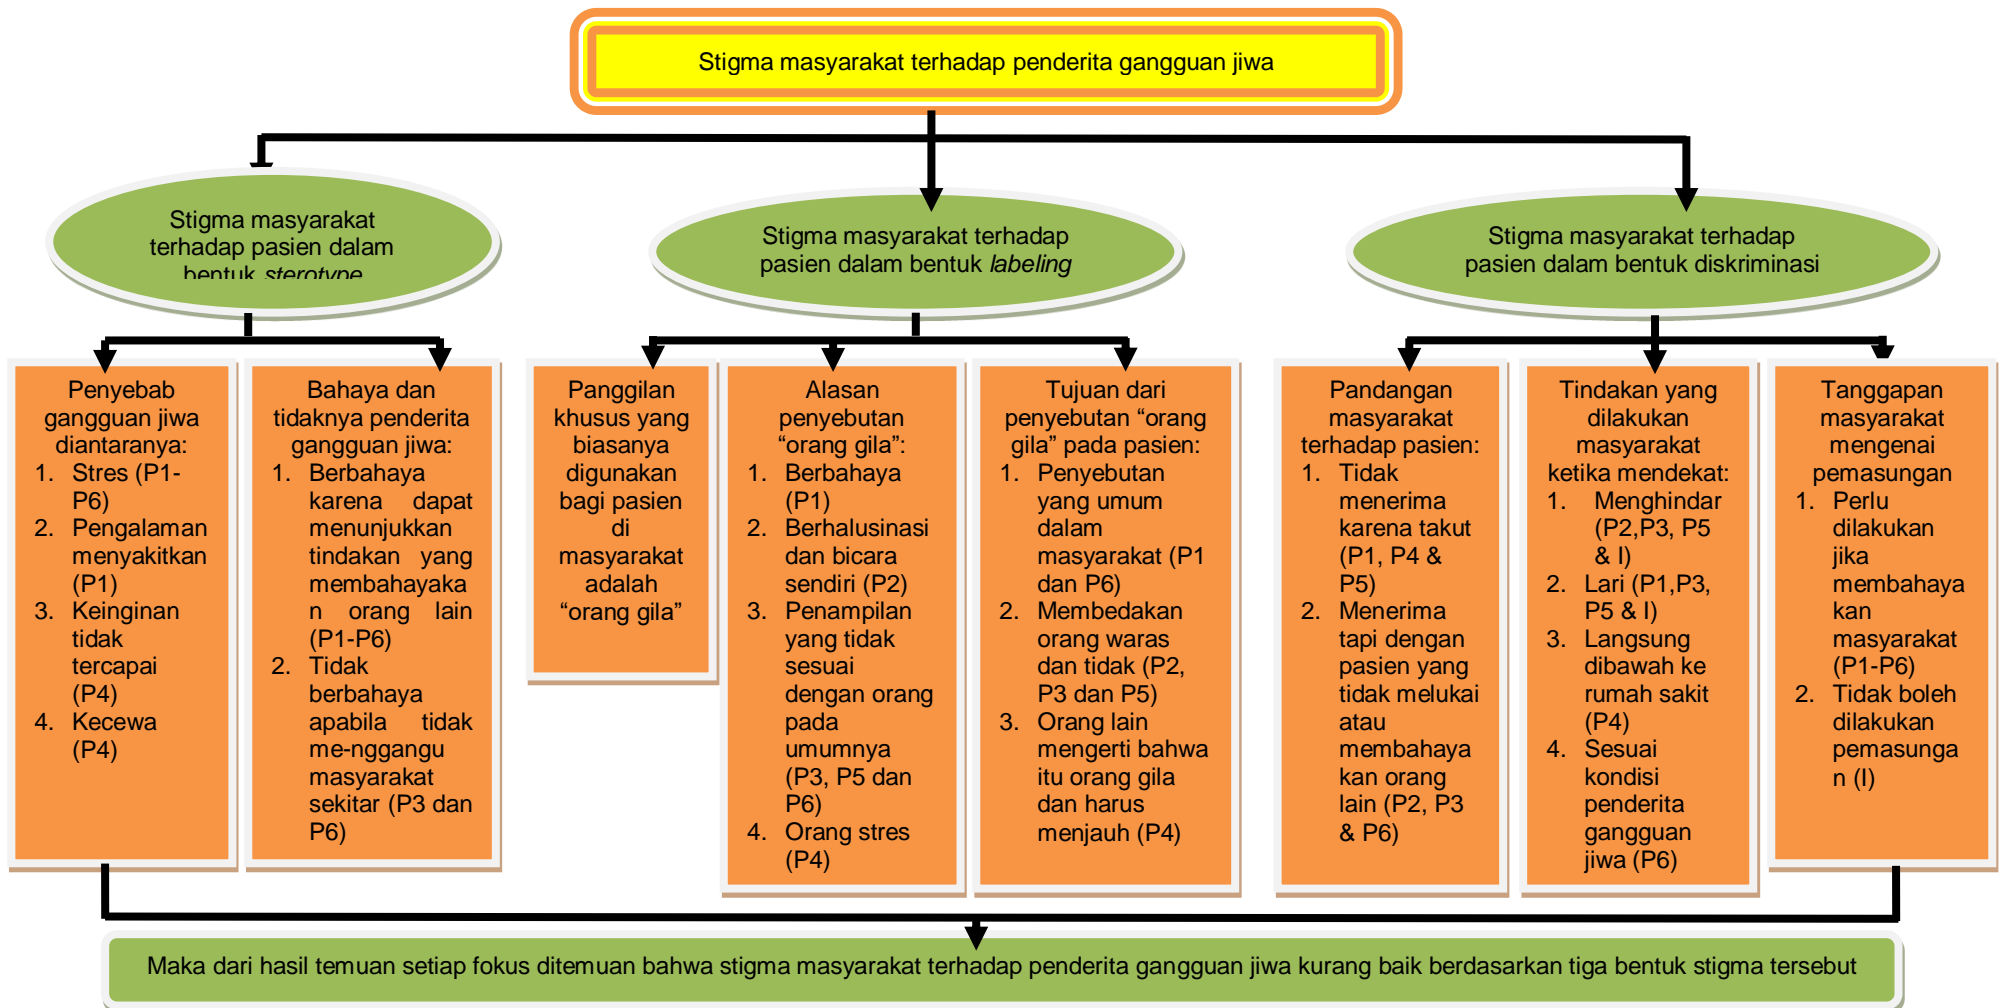 Stigma masyarakat terhadap penderita gangguan jiwa
Stigma masyarakat
terhadap pasien dalam
bentuk sterotype
Stigma masyarakat terhadap
pasien dalam bentuk labeling
Stigma masyarakat terhadap
pasien dalam bentuk diskriminasi
Penyebab
gangguan jiwa
diantaranya:
1. Stres (P1-
P6)
2. Pengalaman
menyakitkan
(P1)
3. Keinginan
tidak
tercapai
(P4)
4. Kecewa
(P4)
Bahaya dan
tidaknya penderita
gangguan jiwa:
1. Berbahaya
karena dapat
menunjukkan
tindakan yang
membahayaka
n orang lain
(P1-P6)
2. Tidak
berbahaya
apabila tidak
me-nggangu
masyarakat
sekitar (P3 dan
P6)
Panggilan
khusus yang
biasanya
digunakan
bagi pasien
di
masyarakat
adalah
“orang gila”
Alasan
penyebutan
“orang gila”:
1. Berbahaya
(P1)
2. Berhalusinasi
dan bicara
sendiri (P2)
3. Penampilan
yang tidak
sesuai
dengan orang
pada
umumnya
(P3, P5 dan
P6)
4. Orang stres
(P4)
Tujuan dari
penyebutan “orang
gila” pada pasien:
1. Penyebutan
yang umum
dalam
masyarakat (P1
dan P6)
2. Membedakan
orang waras
dan tidak (P2,
P3 dan P5)
3. Orang lain
mengerti bahwa
itu orang gila
dan harus
menjauh (P4)
Pandangan
masyarakat
terhadap pasien:
1. Tidak
menerima
karena takut
(P1, P4 &
P5)
2. Menerima
tapi dengan
pasien yang
tidak melukai
atau
membahaya
kan orang
lain (P2, P3
& P6)
Tindakan yang
dilakukan
masyarakat
ketika mendekat:
1. Menghindar
(P2,P3, P5
& I)
2. Lari (P1,P3,
P5 & I)
3. Langsung
dibawah ke
rumah sakit
(P4)
4. Sesuai
kondisi
penderita
gangguan
jiwa (P6)
Tanggapan
masyarakat
mengenai
pemasungan
1. Perlu
dilakukan
jika
membahaya
kan
masyarakat
(P1-P6)
2. Tidak boleh
dilakukan
pemasunga
n (I)
Maka dari hasil temuan setiap fokus ditemuan bahwa stigma masyarakat terhadap penderita gangguan jiwa kurang baik berdasarkan tiga bentuk stigma tersebut